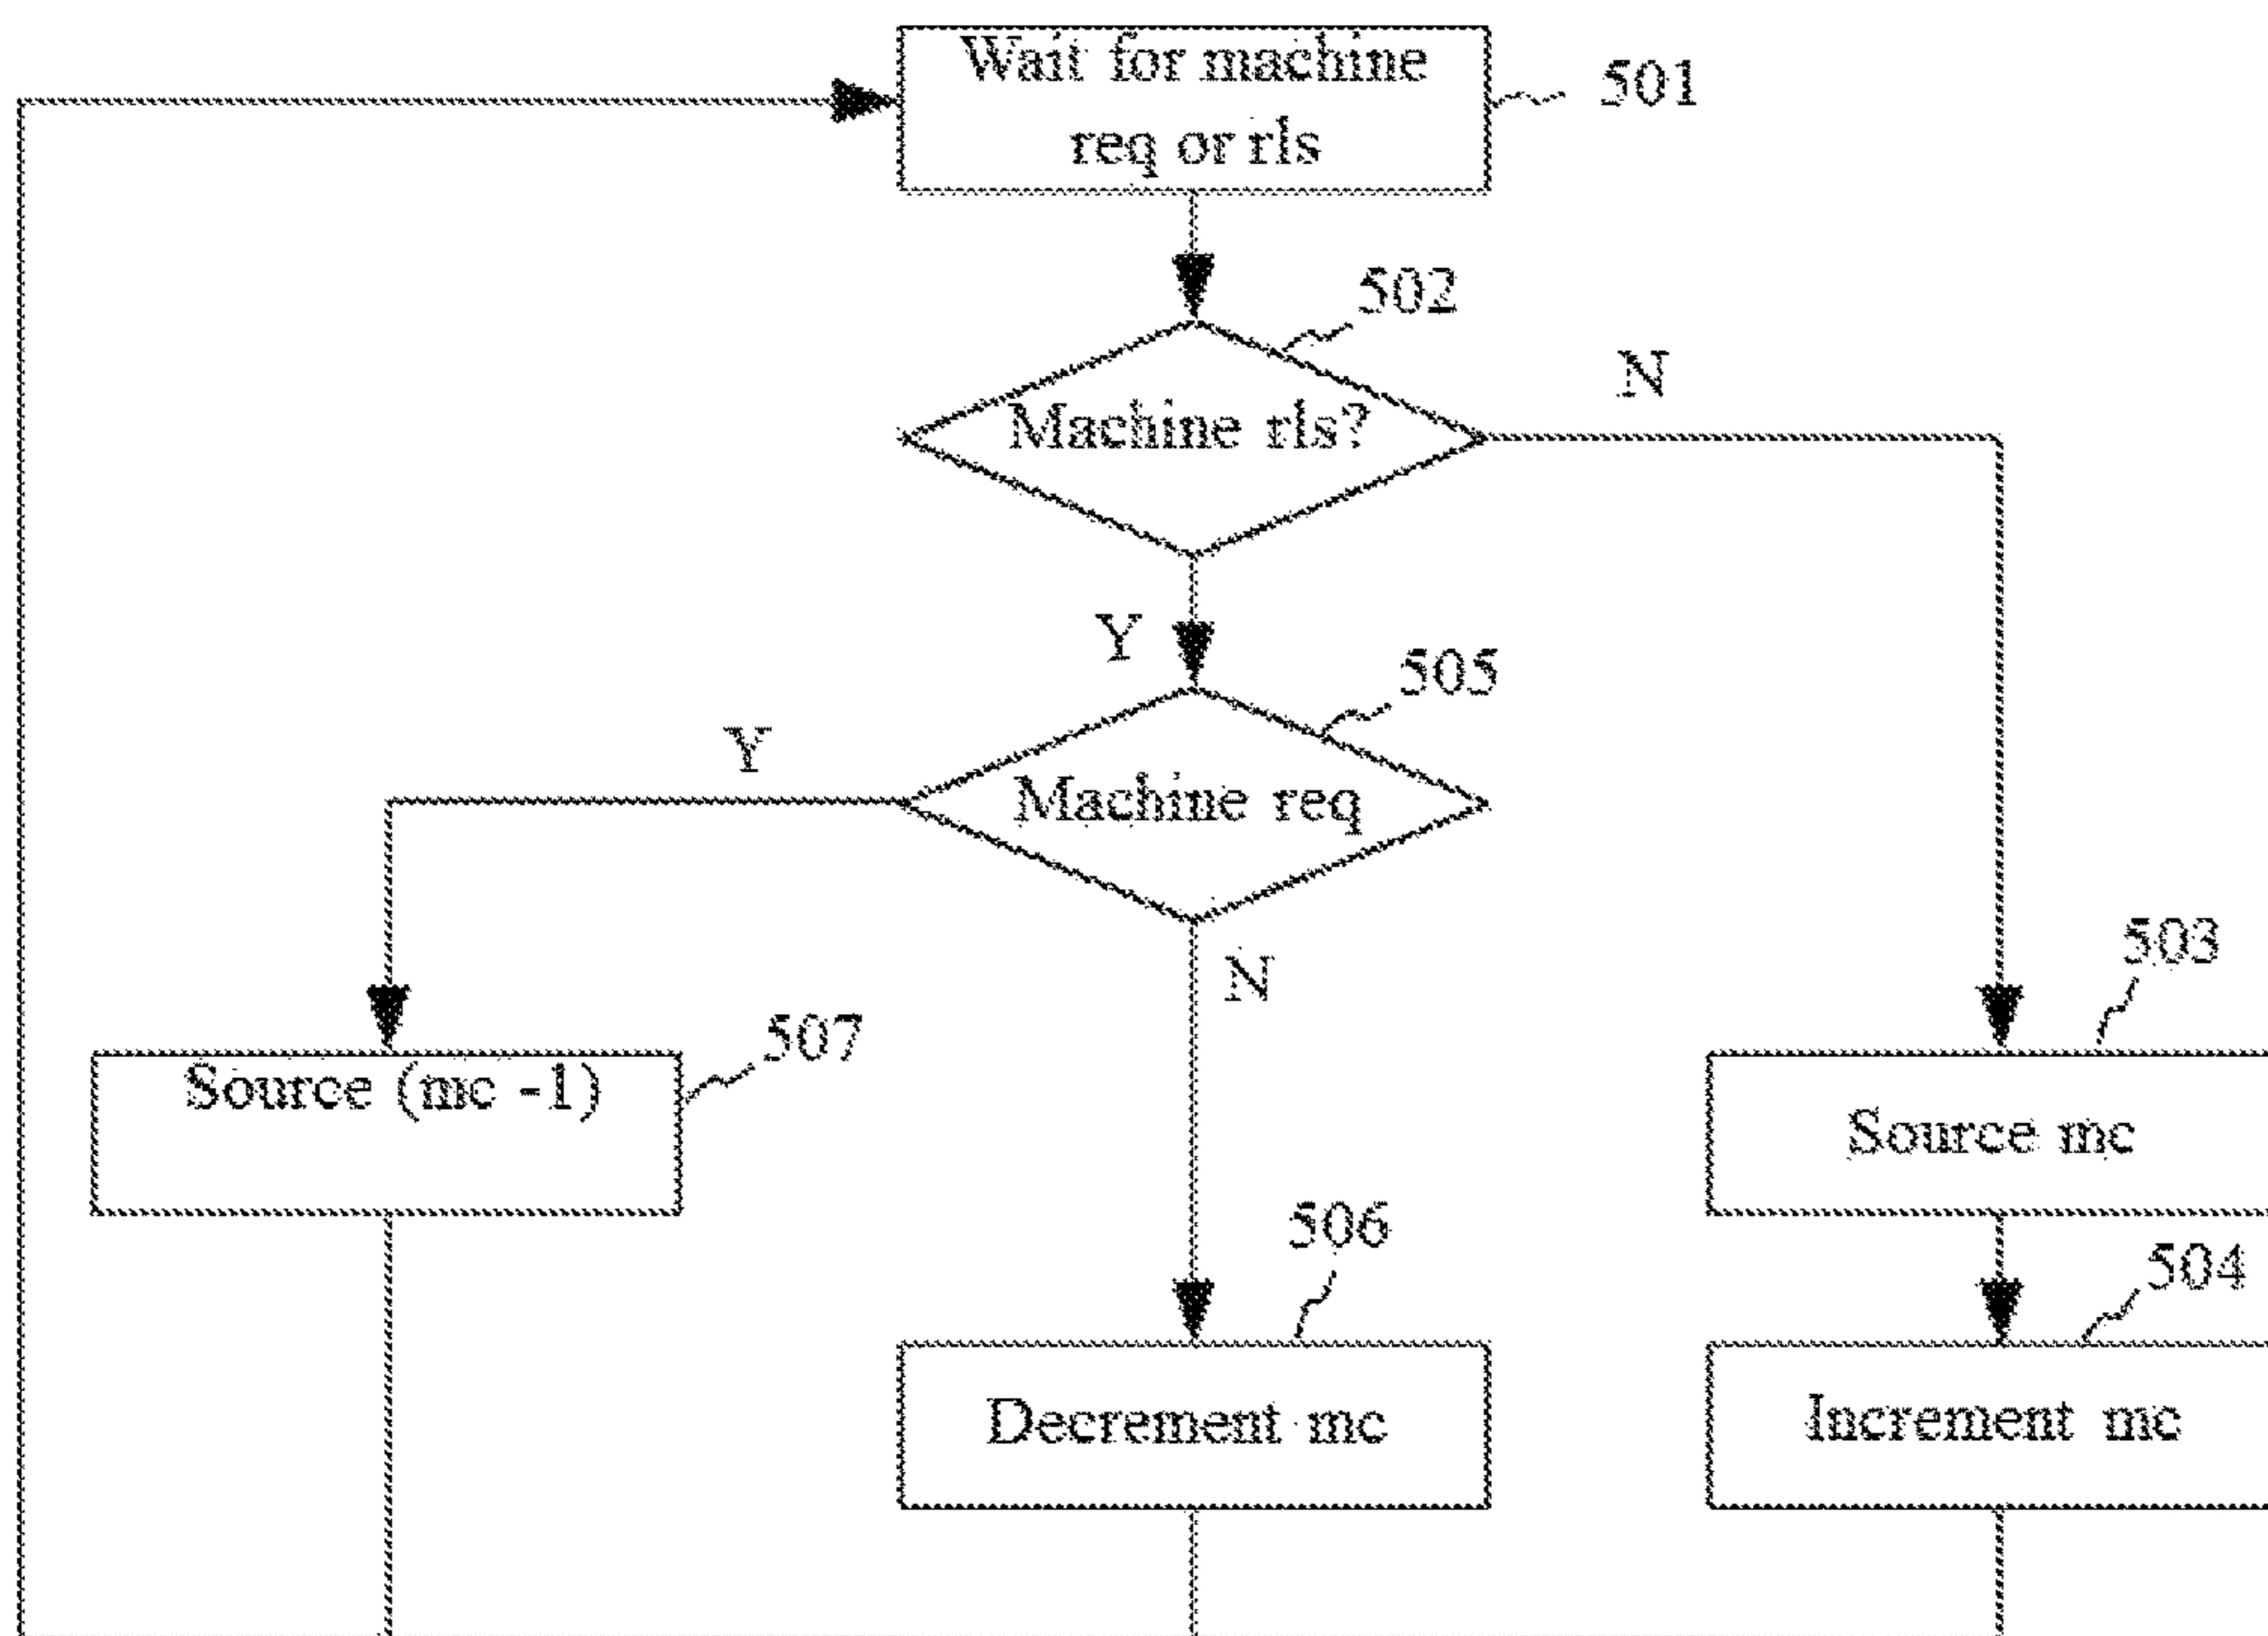 Wait for machine
req or rls
501
502
N
Machine rls?
Y
505
Y
Machine req
N
503
507
Source (mc -1)
Source mc
506
504
Decrement mc
Increment mc